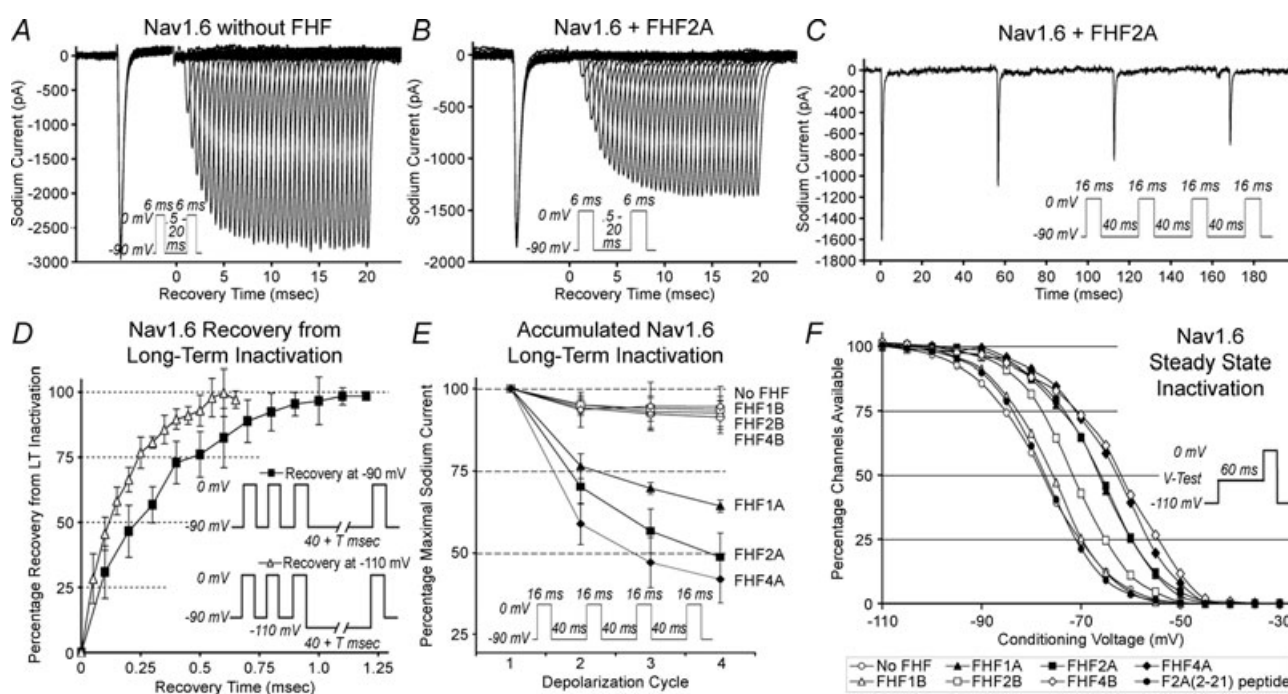 A
Nav1.6 without FHF
Sodium Current (pA)
0
-500
-1000
-1500
-2000
-2500
-3000
6 ms 6 ms
0 mV
.5 -
20
ms
-90 mV
0 5 10 15 20
Recovery Time (msec)
B
Nav1.6 + FHF2A
Sodium Current (pA)
0
-500
-1000
-1500
-2000
6 ms 6 ms
0 mV
.5 -
20
ms
-90 mV
0 5 10 15 20
Recovery Time (msec)
C
Nav1.6 + FHF2A
Sodium Current (pA)
0
-200
-400
-600
-800
-1000
-1200
-1400
-1600
-1800
16 ms 16 ms 16 ms 16 ms
0 mV
40 ms 40 ms 40 ms
-90 mV
0 20 40 60 80 100 120 140 160 180
Time (msec)
D
Nav1.6 Recovery from
Long-Term Inactivation
Percentage Recovery from LT Inactivation
100
75
50
25
0
Recovery at -90 mV
0 mV
-90 mV
40 + T msec
Recovery at -110 mV
0 mV
-90 mV
-110 mV
40 + T msec
0 0.25 0.5 0.75 1.0 1.25
Recovery Time (msec)
E
Accumulated Nav1.6
Long-Term Inactivation
Percentage Maximal Sodium Current
100
75
50
25
No FHF
FHF1B
FHF2B
FHF4B
FHF1A
FHF2A
FHF4A
16 ms 16 ms 16 ms 16 ms
0 mV
40 ms 40 ms 40 ms
-90 mV
1 2 3 4
Depolarization Cycle
F
Nav1.6
Steady State
Inactivation
Percentage Channels Available
100
75
50
25
0
0 mV
60 ms
V-Test
-110 mV
-110 -90 -70 -50 -30
Conditioning Voltage (mV)
No FHF FHF1A FHF2A FHF4A
FHF1B FHF2B FHF4B F2A(2-21) peptide